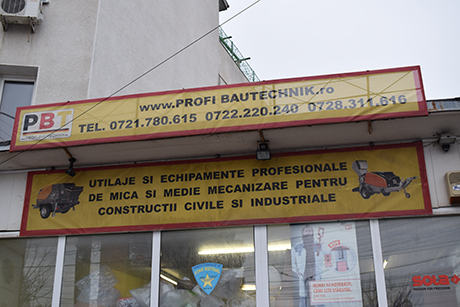 PBT
www.PROFI BAUTECHNIK.ro
TEL. 0721.780.615 0722.220.240 0728.311.616
UTILAJE SI ECHIPAMENTE PROFESIONALE
DE MICA SI MEDIE MECANIZARE PENTRU
CONSTRUCTII CIVILE SI INDUSTRIALE
sola